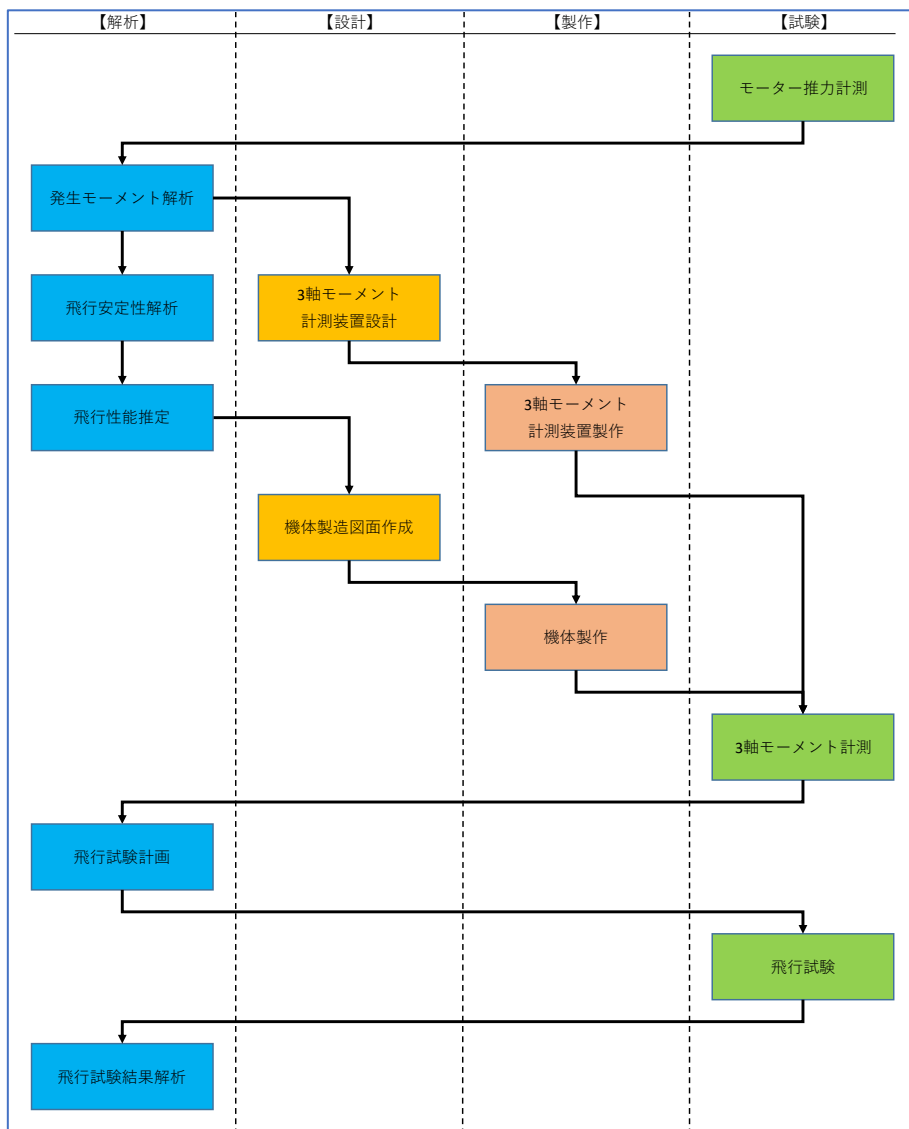 【解析】
【設計】
【製作】
【試験】
モーター推力計測
発生モーメント解析
飛行安定性解析
3軸モーメント
計測装置設計
飛行性能推定
3軸モーメント
計測装置製作
機体製造図面作成
機体製作
3軸モーメント計測
飛行試験計画
飛行試験
飛行試験結果解析